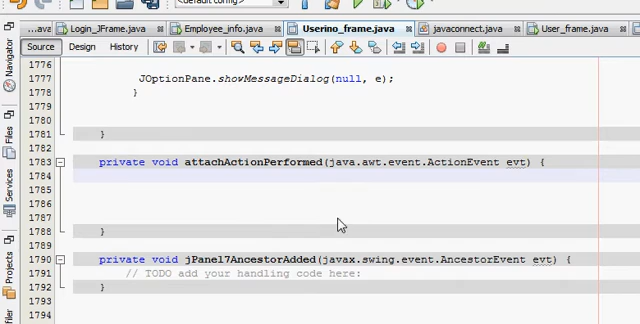 <default config>
...ava
Login_JFrame.java
Employee_info.java
Userino_frame.java
javaconnect.java
User_frame.java
Source
Design
History
Navigator
Files
Services
Projects
1776
1777 JOptionPane.showMessageDialog(null, e);
1778 }
1779
1780
1781 }
1782
1783 private void attachActionPerformed(java.awt.event.ActionEvent evt) {
1784
1785
1786
1787
1788 }
1789
1790 private void jPanel7AncestorAdded(javax.swing.event.AncestorEvent evt) {
1791 // TODO add your handling code here:
1792 }
1793
1794